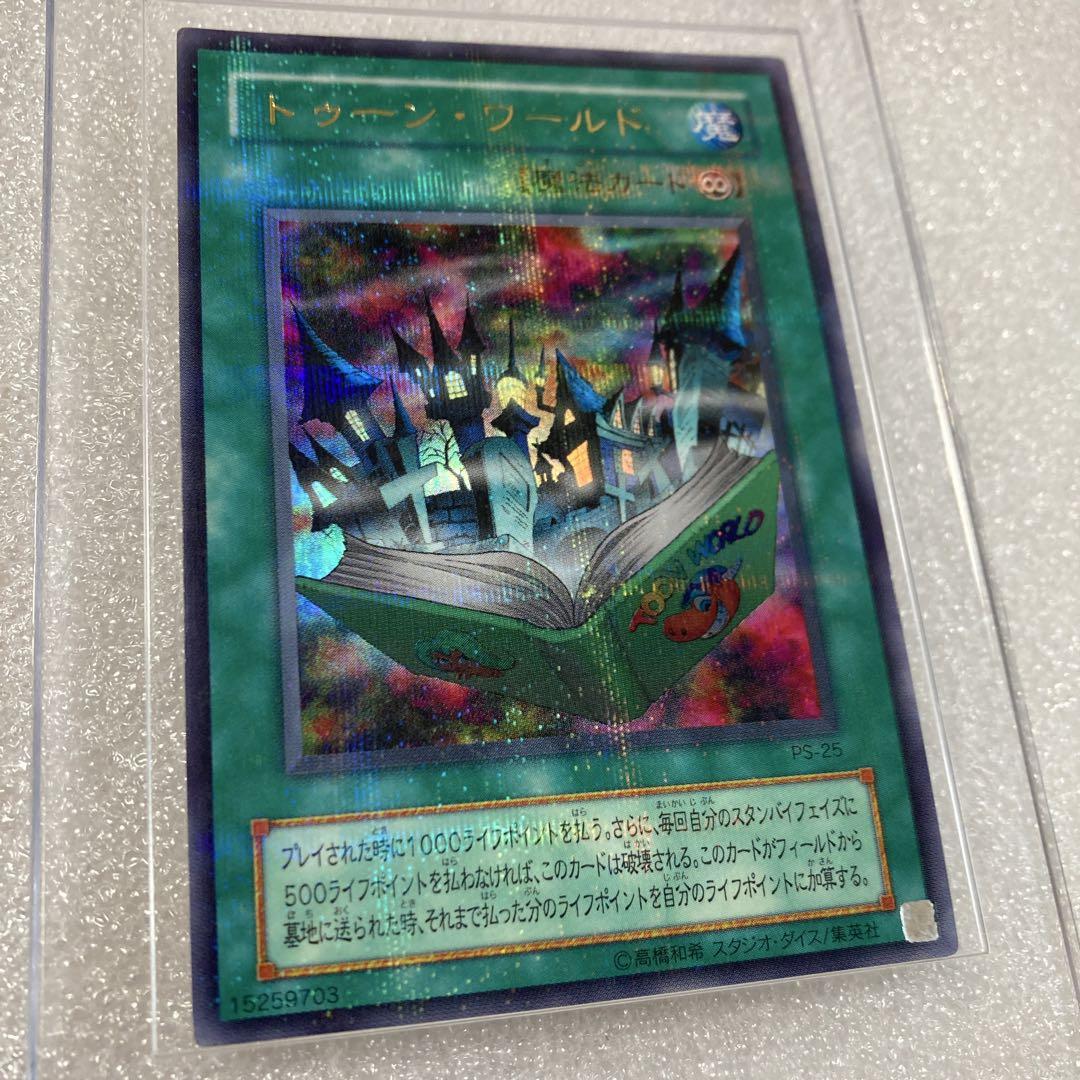 トゥーン・ワールド
魔
【魔法カード∞】
TOON WORLD
PS-25
プレイされた時に1000ライフポイントを払う。さらに、毎回自分のスタンバイフェイズに
500ライフポイントを払わなければ、このカードは破壊される。このカードがフィールドから
墓地に送られた時、それまで払った分のライフポイントを自分のライフポイントに加算する。
15259703
©高橋和希 スタジオ・ダイス/集英社